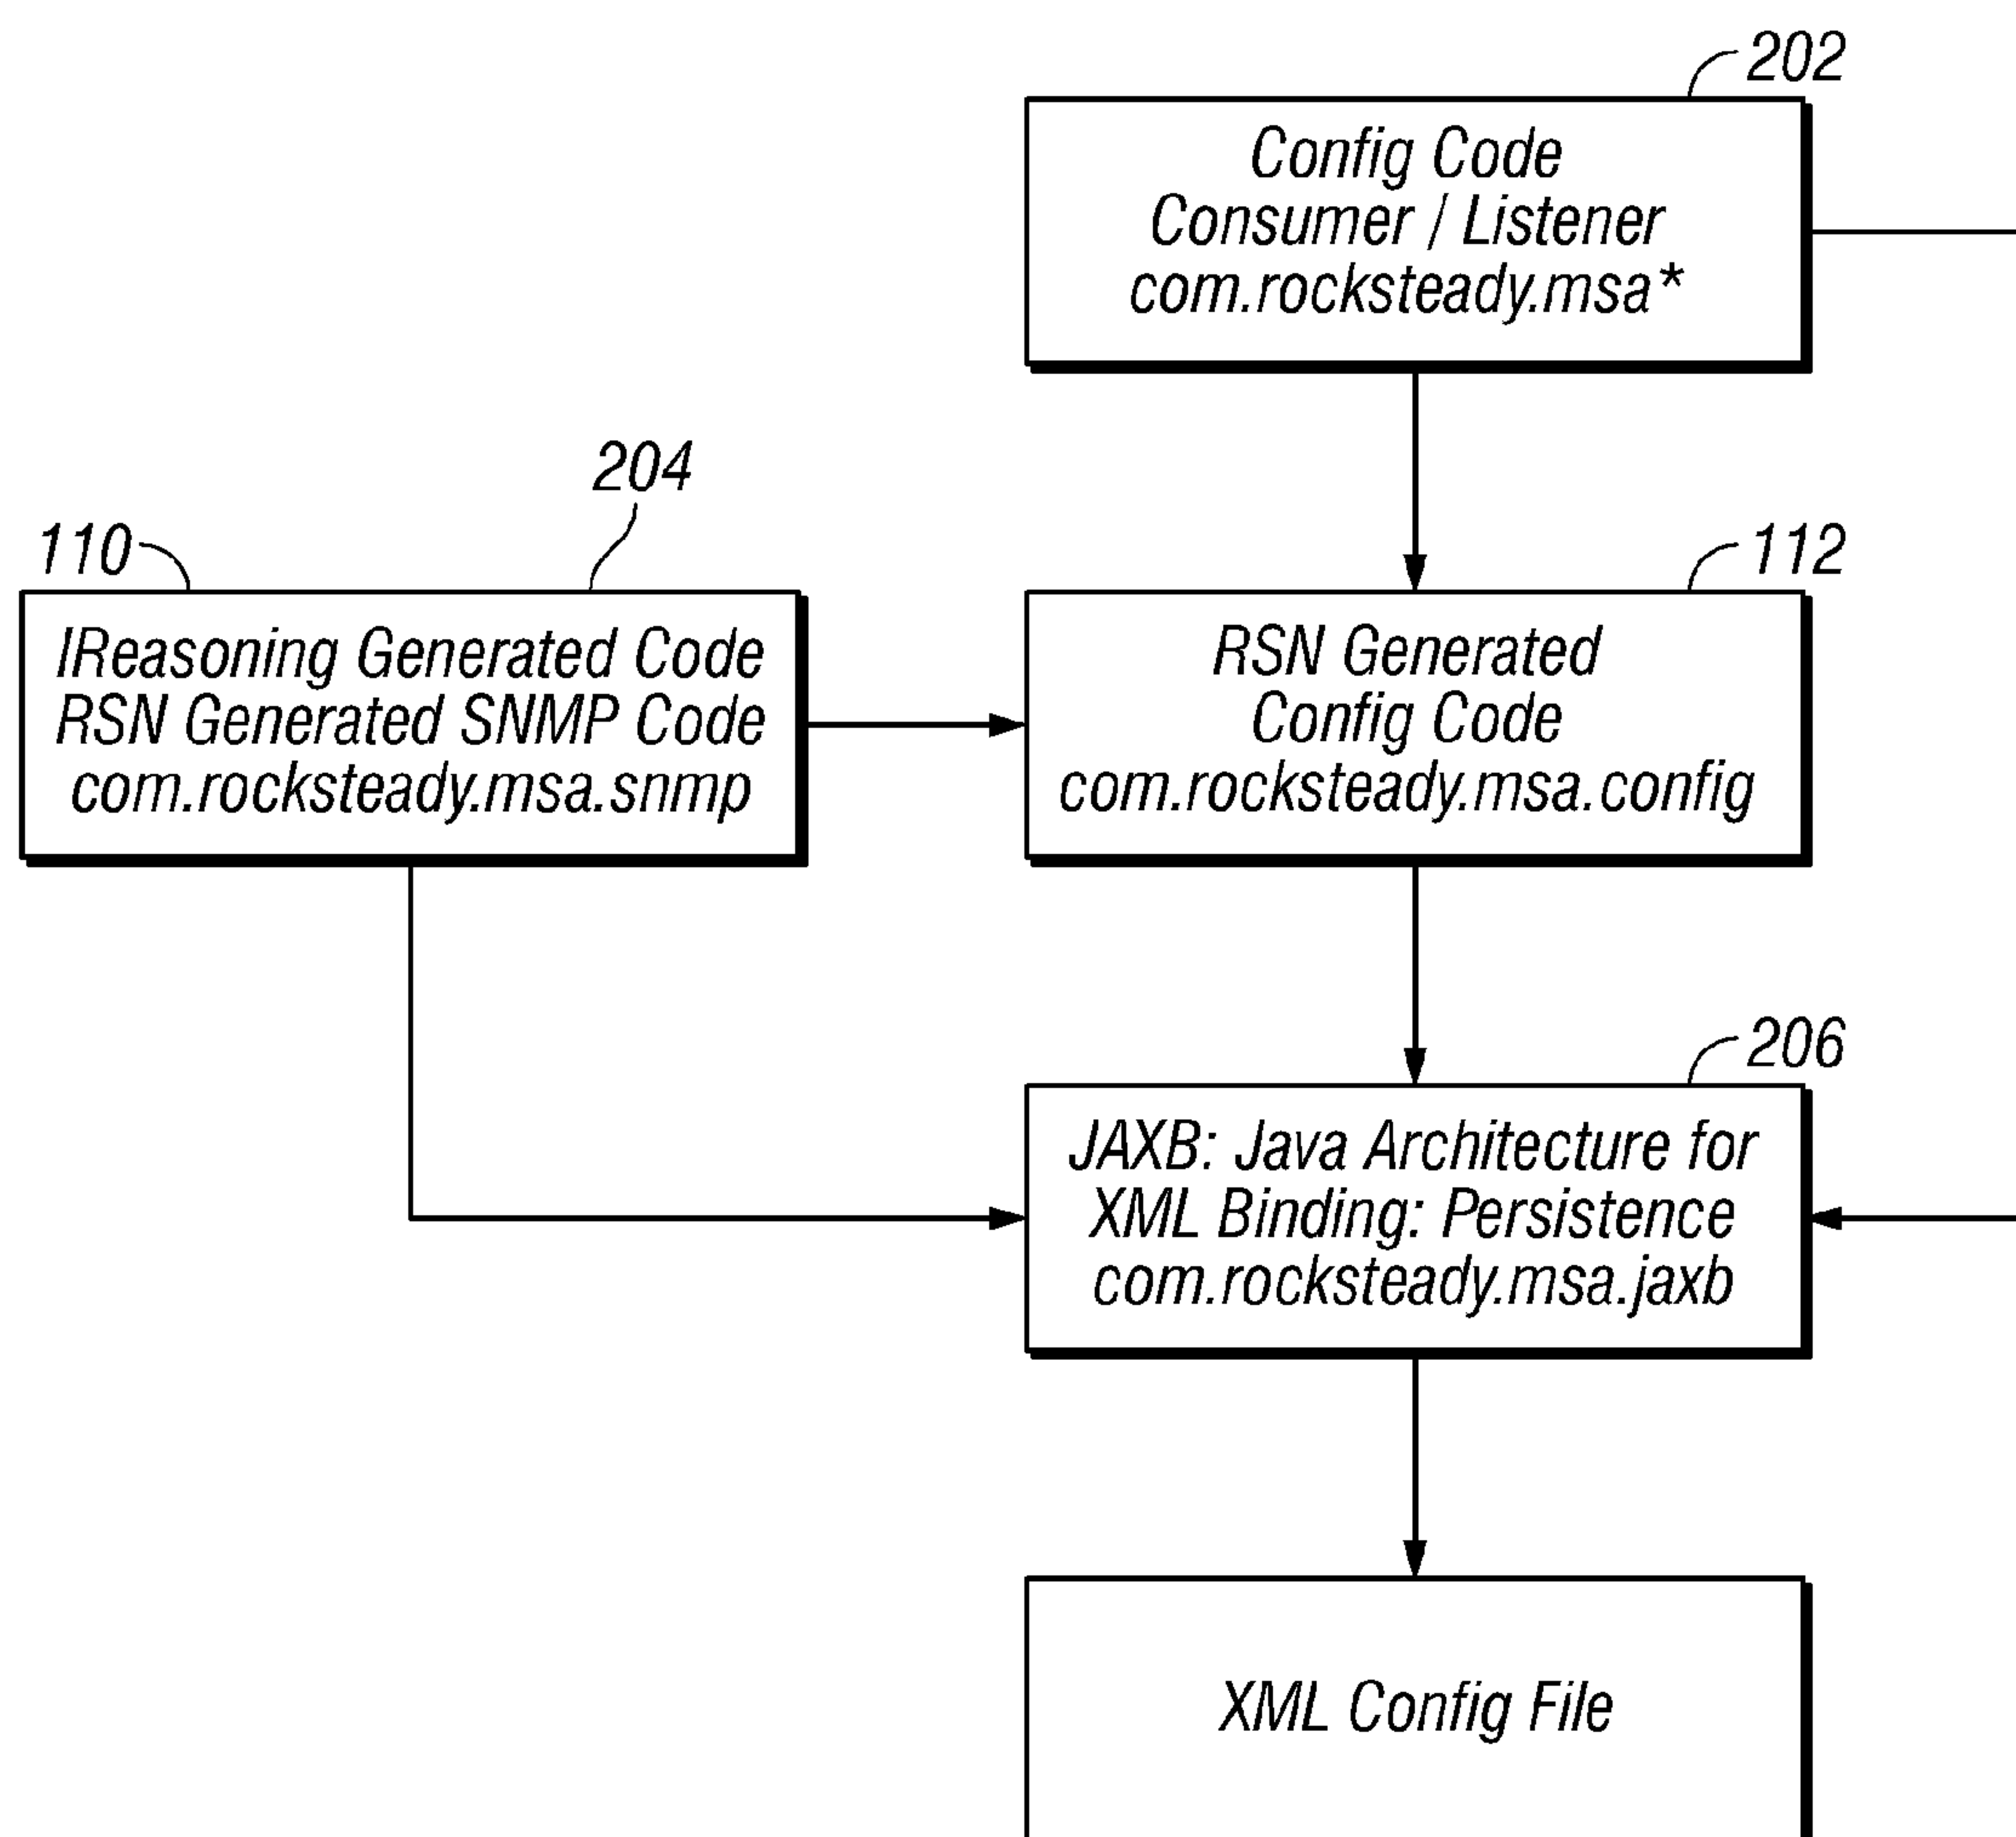 202
Config Code
Consumer / Listener
com.rocksteady.msa*
204
110
IReasoning Generated Code
RSN Generated SNMP Code
com.rocksteady.msa.snmp
112
RSN Generated
Config Code
com.rocksteady.msa.config
206
JAXB: Java Architecture for
XML Binding: Persistence
com.rocksteady.msa.jaxb
XML Config File